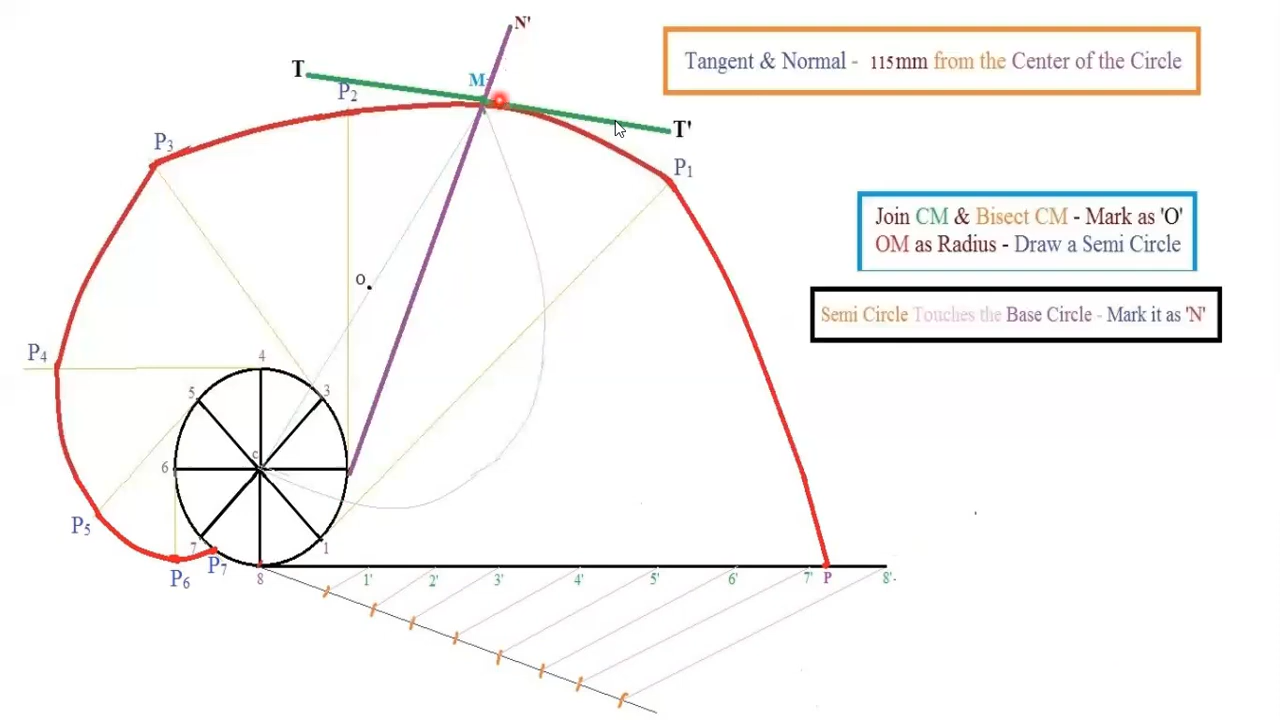 N'
T
M
P2
T'
P3
P1
O
P4
4
5
3
c
6
P5
7
1
P6
P7
8
1'
2'
3'
4'
5'
6'
7'
P
8'
Tangent & Normal - 115mm from the Center of the Circle
Join CM & Bisect CM - Mark as 'O'
OM as Radius - Draw a Semi Circle
Semi Circle Touches the Base Circle - Mark it as 'N'